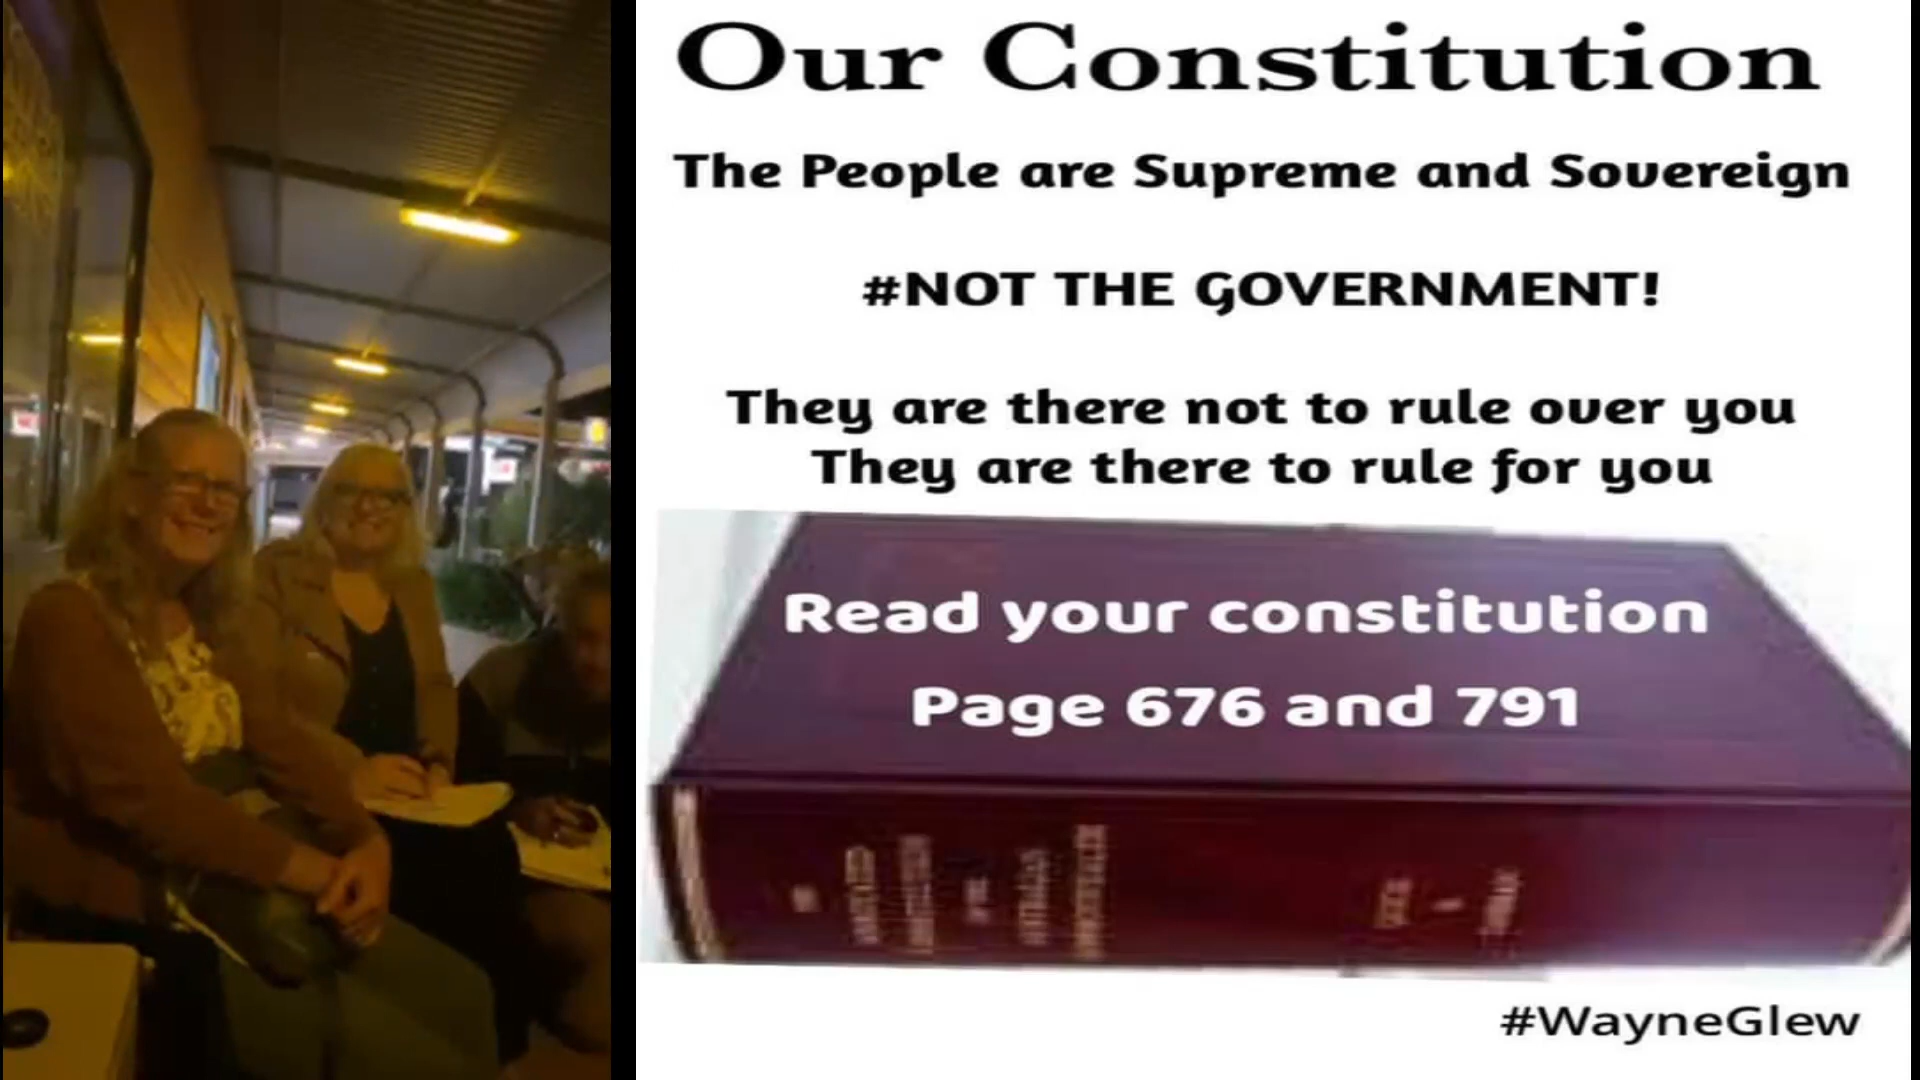 Our Constitution
The People are Supreme and Sovereign
#NOT THE GOVERNMENT!
They are there not to rule over you
They are there to rule for you
Read your constitution
Page 676 and 791
#WayneGlew